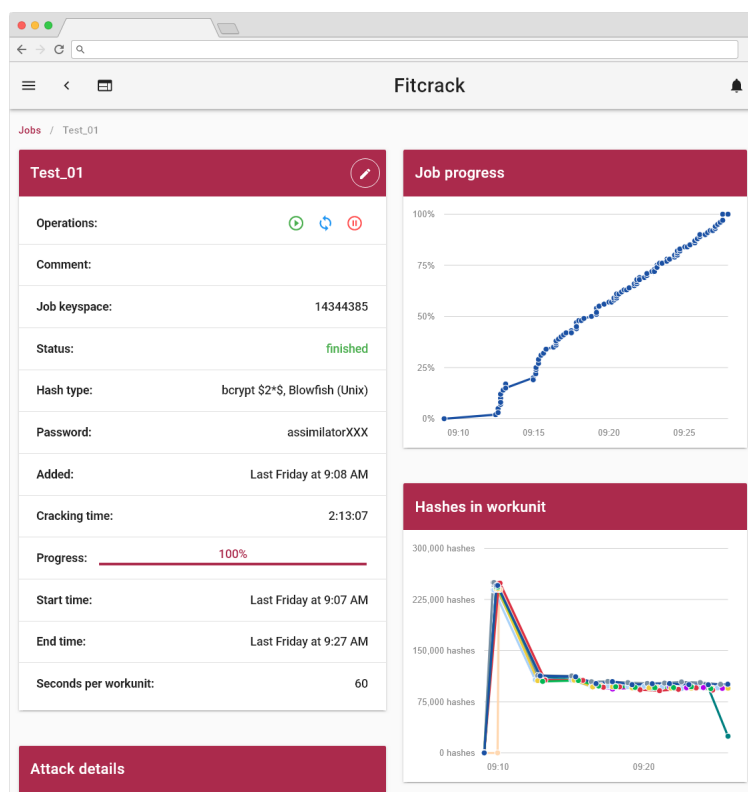 Fitcrack
Jobs / Test_01
Test_01
Operations:
Comment:
Job keyspace: 14344385
Status: finished
Hash type: bcrypt $2*$, Blowfish (Unix)
Password: assimilatorXXX
Added: Last Friday at 9:08 AM
Cracking time: 2:13:07
Progress: 100%
Start time: Last Friday at 9:07 AM
End time: Last Friday at 9:27 AM
Seconds per workunit: 60
Attack details
Job progress
100%
75%
50%
25%
0%
09:10 09:15 09:20 09:25
Hashes in workunit
300,000 hashes
225,000 hashes
150,000 hashes
75,000 hashes
0 hashes
09:10 09:20